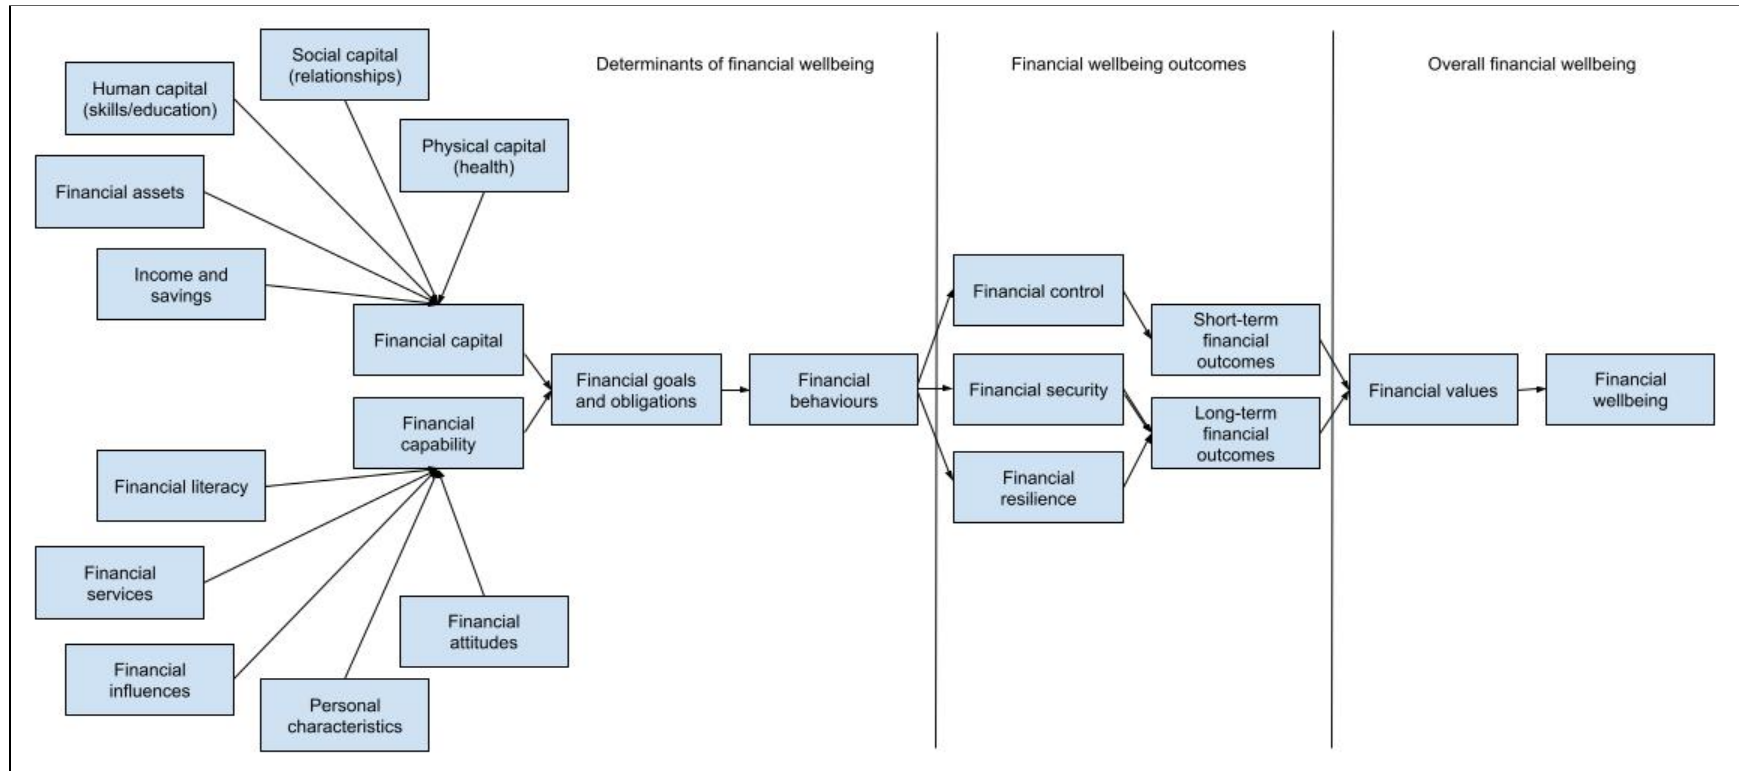 Social capital
(relationships)
Human capital
(skills/education)
Physical capital
(health)
Financial assets
Income and
savings
Financial capital
Financial
capability
Financial literacy
Financial
services
Financial
influences
Personal
characteristics
Financial
attitudes
Determinants of financial wellbeing
Financial goals
and obligations
Financial
behaviours
Financial wellbeing outcomes
Financial control
Financial security
Financial
resilience
Short-term
financial
outcomes
Long-term
financial
outcomes
Overall financial wellbeing
Financial values
Financial
wellbeing